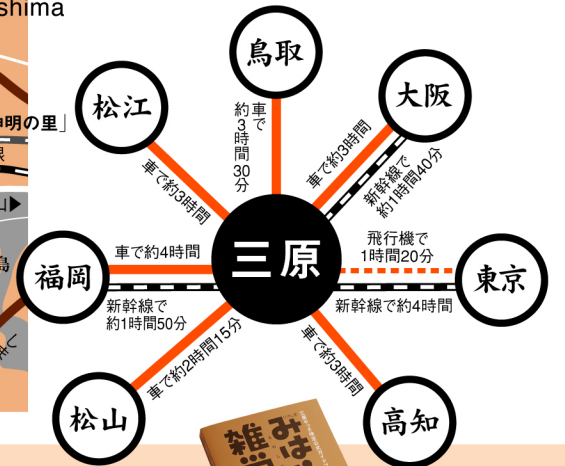 shima
鳥取
大阪
松江
明の里」
車で
約3時間30分
車で約3時間
新幹線で
約1時間40分
車で約3時間
飛行機で
1時間20分
三原
車で約4時間
福岡
東京
新幹線で
約1時間50分
新幹線で約4時間
車で約2時間15分
車で約3時間
松山
高知
みは
雑学